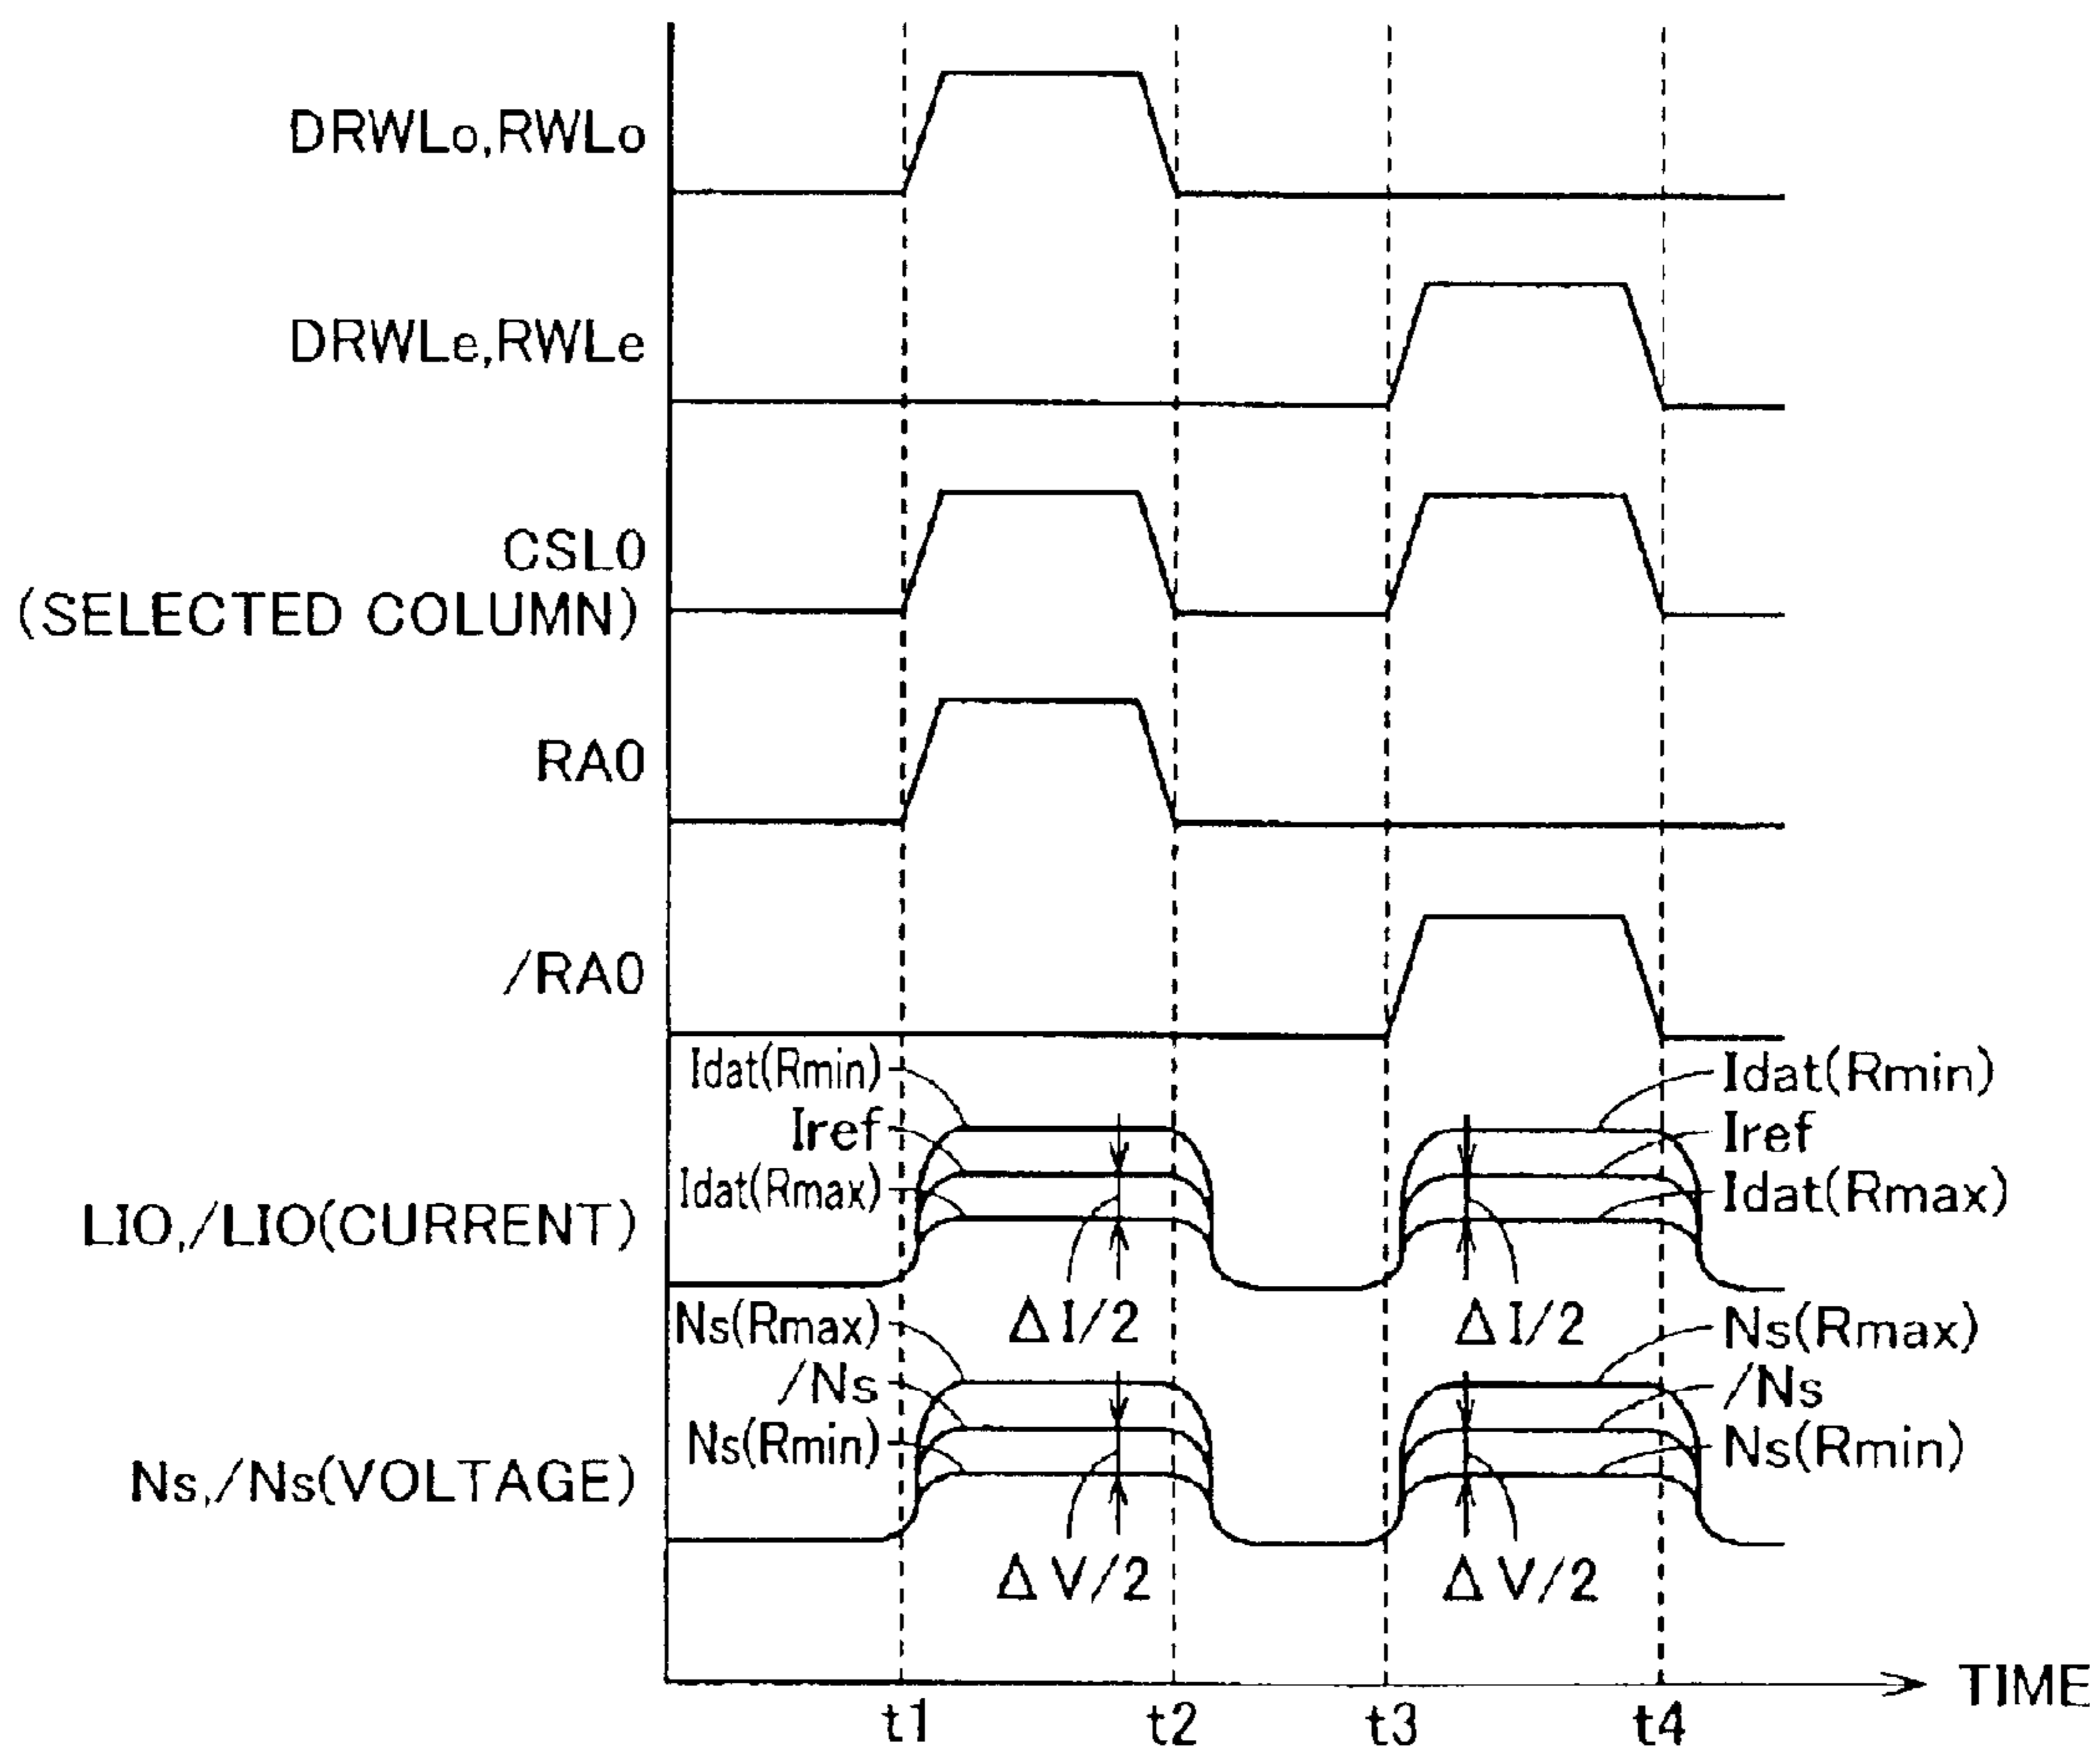 DRWLo,RWLo
DRWLe,RWLe
CSL0
(SELECTED COLUMN)
RA0
/RA0
Idat(Rmin)
Iref
Idat(Rmax)
LIO,/LIO(CURRENT)
ΔI/2
ΔI/2
Idat(Rmin)
Iref
Idat(Rmax)
Ns(Rmax)
/Ns
Ns(Rmin)
Ns,/Ns(VOLTAGE)
ΔV/2
ΔV/2
Ns(Rmax)
/Ns
Ns(Rmin)
t1
t2
t3
t4
TIME